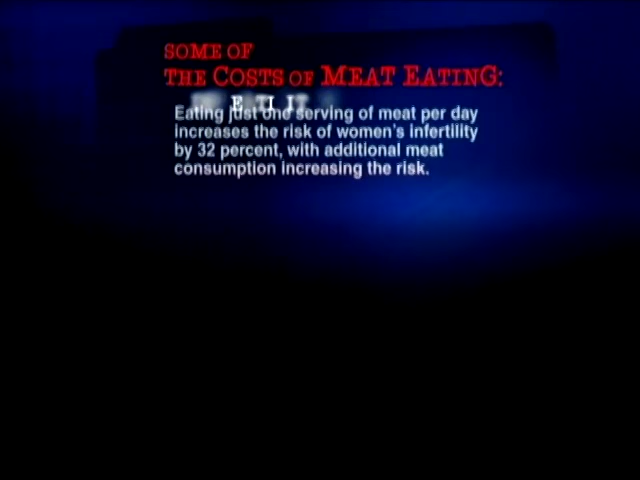 SOME OF
THE COSTS OF MEAT EATING:
Eating just one serving of meat per day
increases the risk of women's infertility
by 32 percent, with additional meat
consumption increasing the risk.